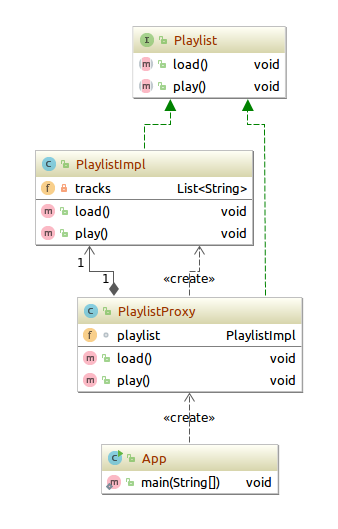 I Playlist
m load() void
m play() void
C PlaylistImpl
f tracks List<String>
m load() void
m play() void
1
1
«create»
C PlaylistProxy
f playlist PlaylistImpl
m load() void
m play() void
«create»
C App
m main(String[]) void